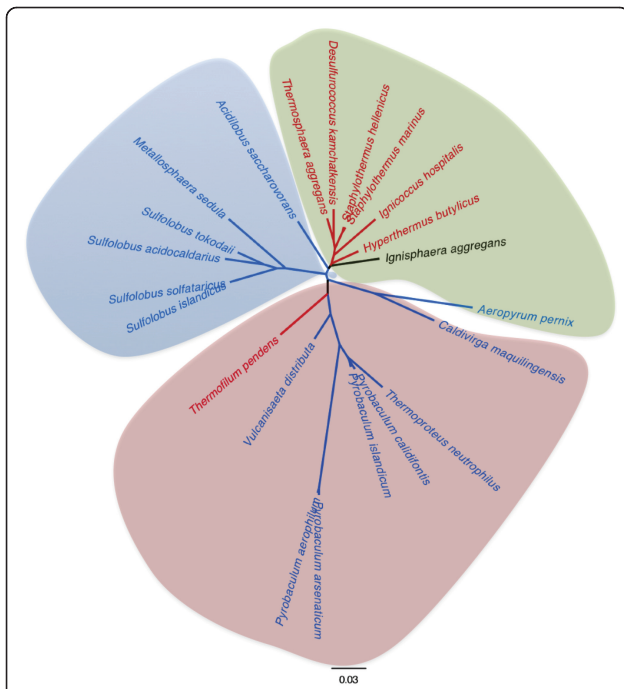 Desulfurococcus kamchatkensis
Thermosphaera aggregans
Staphylothermus hellenicus
Staphylothermus marinus
Ignicoccus hospitalis
Hyperthermus butylicus
Ignisphaera aggregans
Acidilobus saccharovorans
Metallosphaera sedula
Sulfolobus tokodaii
Sulfolobus acidocaldarius
Sulfolobus solfataricus
Sulfolobus islandicus
Aeropyrum pernix
Caldivirga maquilingensis
Thermofilum pendens
Vulcanisaeta distributa
Thermoproteus neutrophilus
Pyrobaculum calidifontis
Pyrobaculum islandicum
Pyrobaculum aerophilum
Pyrobaculum arsenaticum
0.03